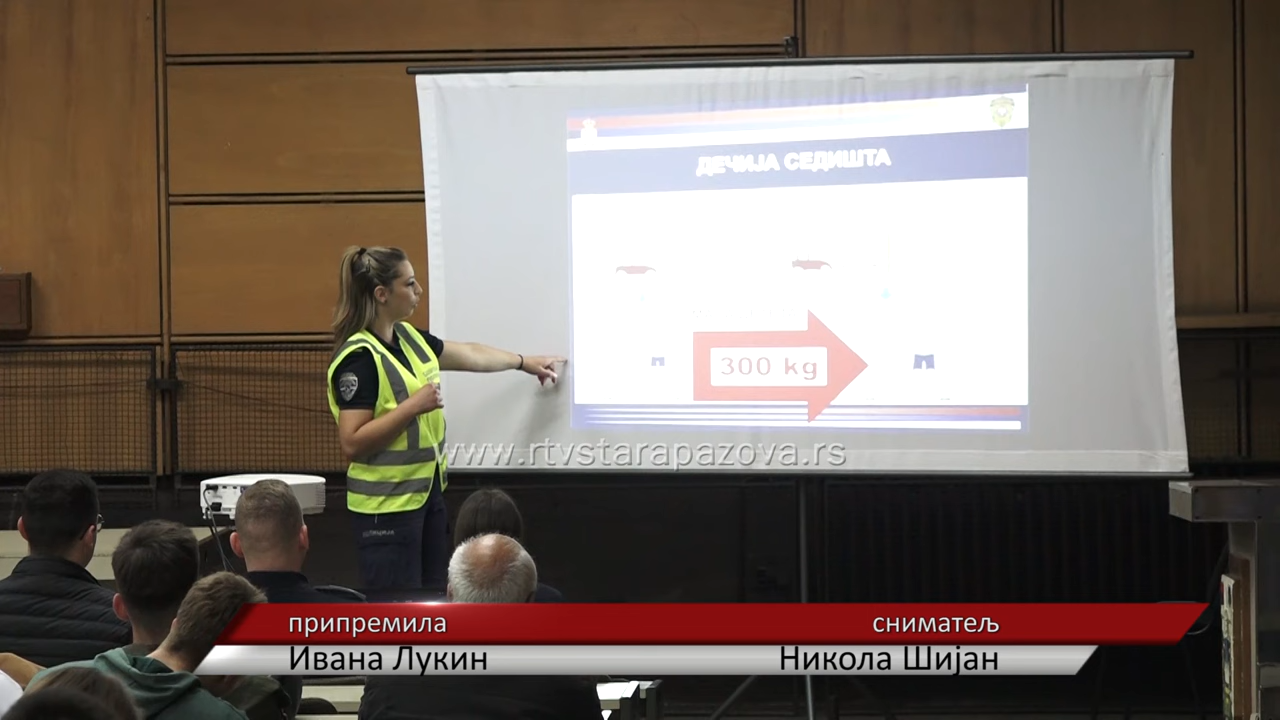 ДЕЧИЈА СЕДИШТА
300 kg
www.rtvstarapazova.rs
припремила
сниматељ
Ивана Лукин
Никола Шијан